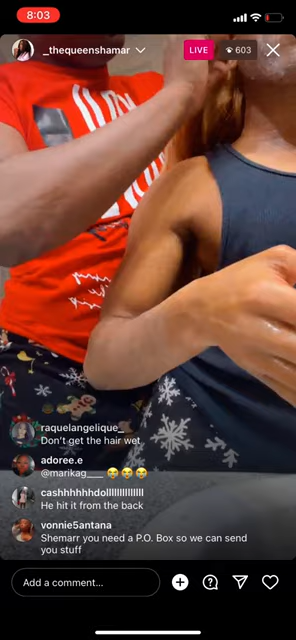 8:03
_thequeenshamar
LIVE
603
raquelangelique_
Don't get the hair wet
adoree.e
@marikag___ 😂😂😂
vonnie5antana
He hit it from the back
Shemarr you need a P.O. Box so we can send
you stuff
Add a comment...